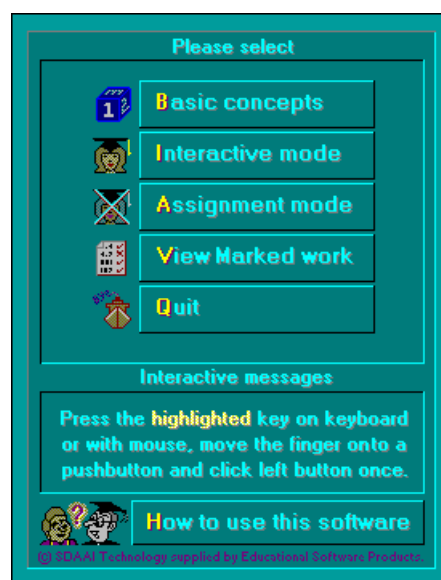 Please select
1
Basic concepts
Interactive mode
Assignment mode
View Marked work
Bye
Quit
Interactive messages
Press the highlighted key on keyboard
or with mouse, move the finger onto a
pushbutton and click left button once.
?
How to use this software
© SDAAI Technology supplied by Educational Software Products.